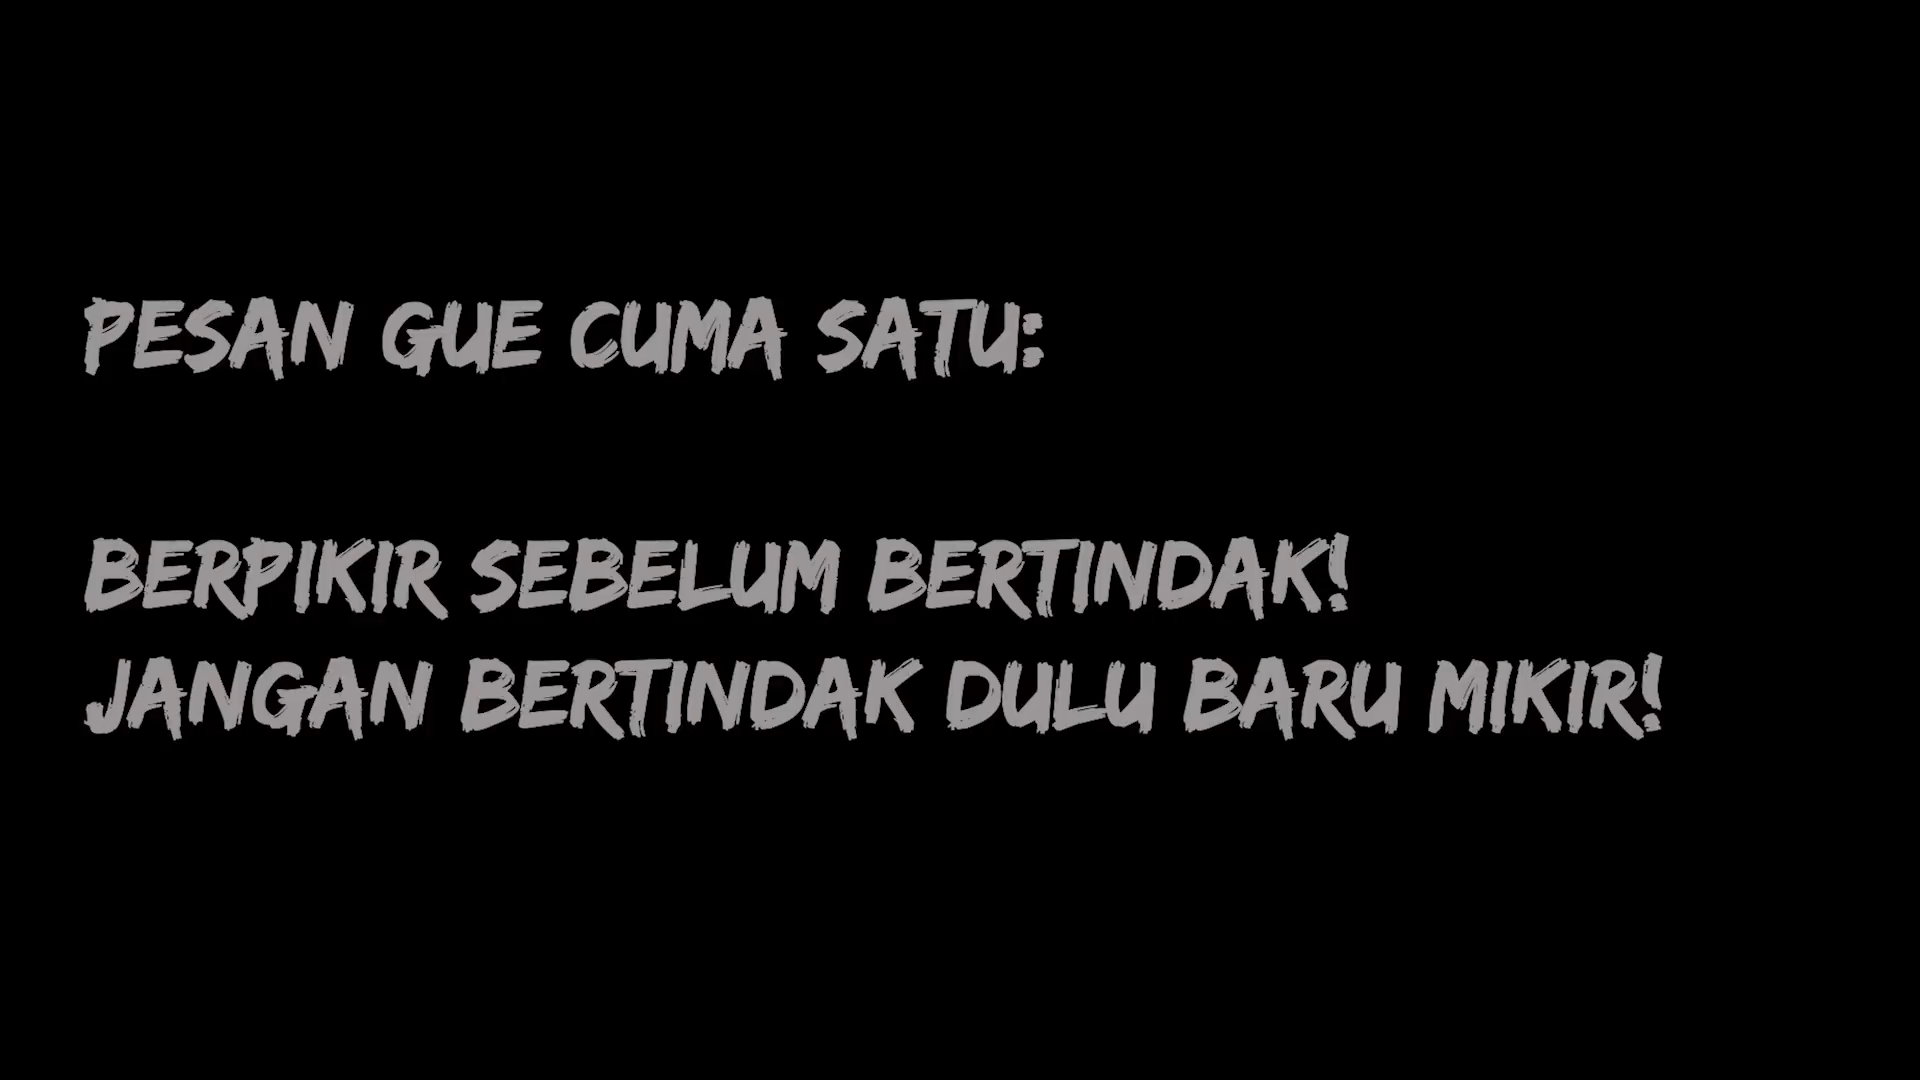 PESAN GUE CUMA SATU:
BERPIKIR SEBELUM BERTINDAK!
JANGAN BERTINDAK DULU BARU MIKIR!